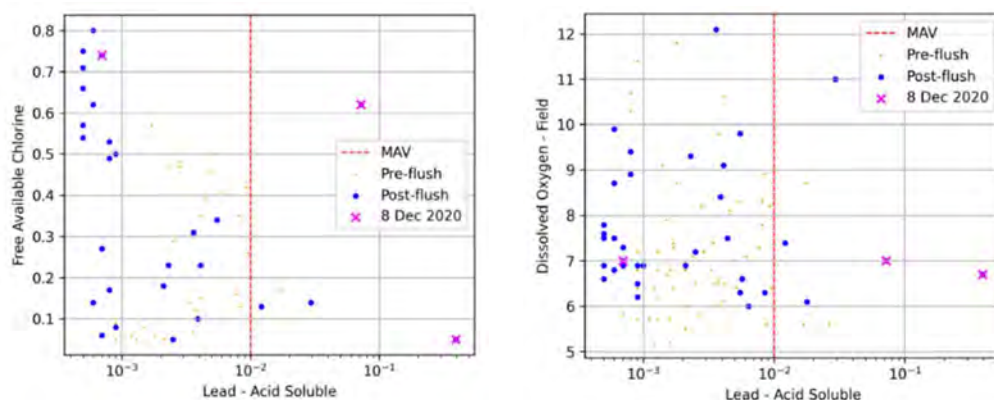 0.8
0.7
0.6
0.5
0.4
0.3
0.2
0.1
Free Available Chlorine
MAV
Pre-flush
Post-flush
8 Dec 2020
10⁻³
10⁻²
10⁻¹
Lead - Acid Soluble
12
11
10
9
8
7
6
5
Dissolved Oxygen - Field
MAV
Pre-flush
Post-flush
8 Dec 2020
10⁻³
10⁻²
10⁻¹
Lead - Acid Soluble